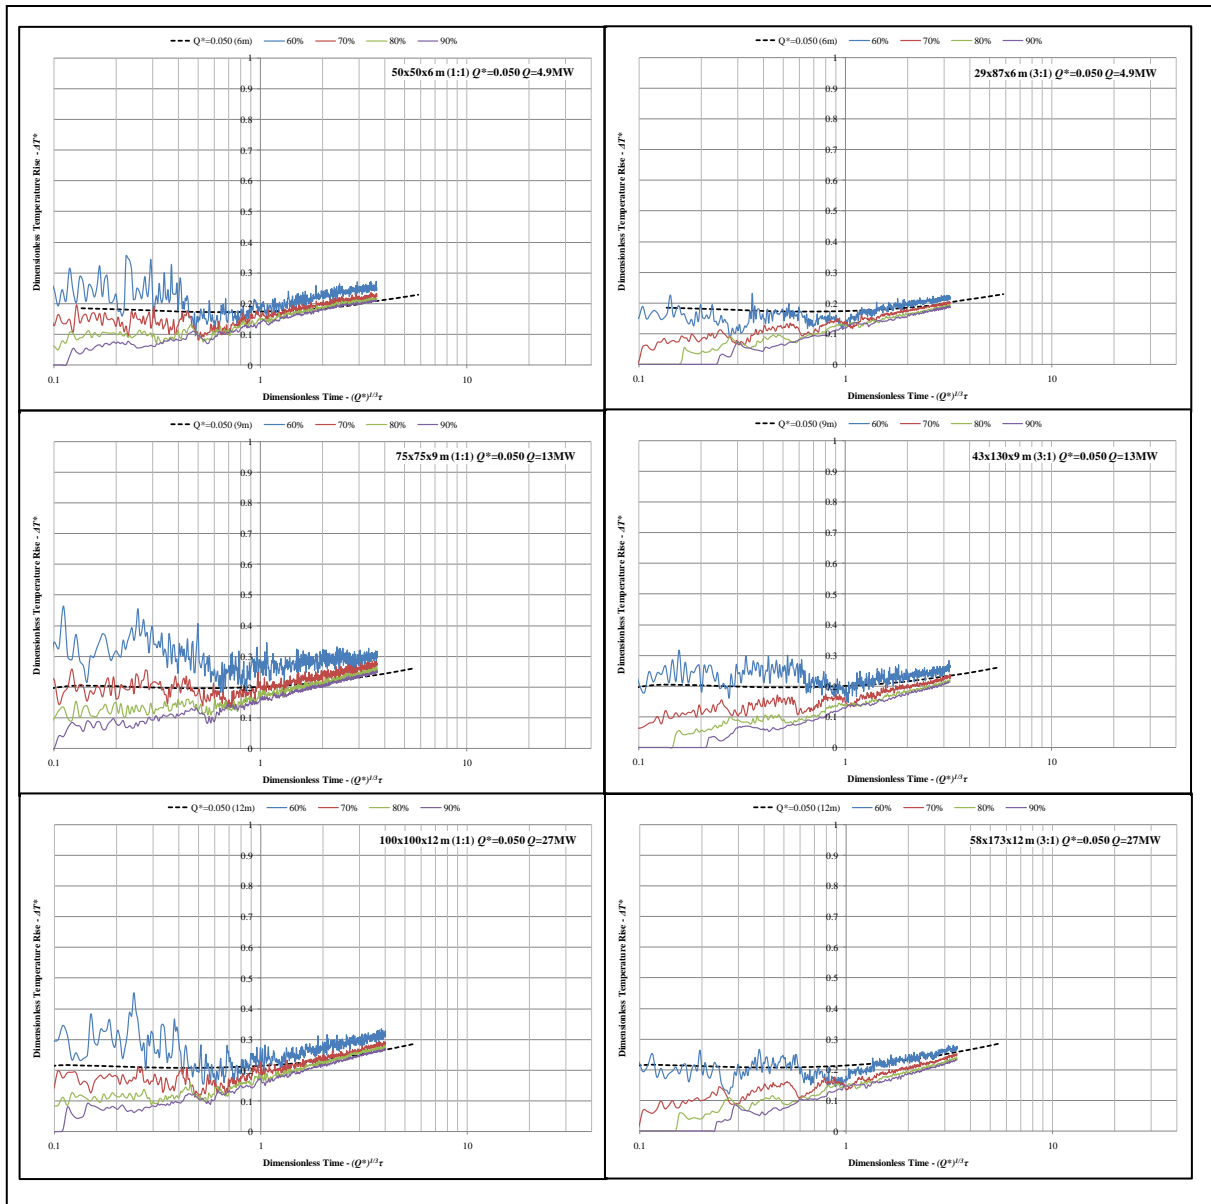 Q*=0.050 (6m) 60% 70% 80% 90%
50x50x6 m (1:1) Q*=0.050 Q=4.9MW
1
0.9
0.8
0.7
0.6
0.5
0.4
0.3
0.2
0.1
0
0.1 1 10
Dimensionless Temperature Rise - ΔT*
Dimensionless Time - (Q*)1/3τ
Q*=0.050 (6m) 60% 70% 80% 90%
29x87x6 m (3:1) Q*=0.050 Q=4.9MW
1
0.9
0.8
0.7
0.6
0.5
0.4
0.3
0.2
0.1
0
0.1 1 10
Dimensionless Temperature Rise - ΔT*
Dimensionless Time - (Q*)1/3τ
Q*=0.050 (9m) 60% 70% 80% 90%
75x75x9 m (1:1) Q*=0.050 Q=13MW
1
0.9
0.8
0.7
0.6
0.5
0.4
0.3
0.2
0.1
0
0.1 1 10
Dimensionless Temperature Rise - ΔT*
Dimensionless Time - (Q*)1/3τ
Q*=0.050 (9m) 60% 70% 80% 90%
43x130x9 m (3:1) Q*=0.050 Q=13MW
1
0.9
0.8
0.7
0.6
0.5
0.4
0.3
0.2
0.1
0
0.1 1 10
Dimensionless Temperature Rise - ΔT*
Dimensionless Time - (Q*)1/3τ
Q*=0.050 (12m) 60% 70% 80% 90%
100x100x12 m (1:1) Q*=0.050 Q=27MW
1
0.9
0.8
0.7
0.6
0.5
0.4
0.3
0.2
0.1
0
0.1 1 10
Dimensionless Temperature Rise - ΔT*
Dimensionless Time - (Q*)1/3τ
Q*=0.050 (12m) 60% 70% 80% 90%
58x173x12 m (3:1) Q*=0.050 Q=27MW
1
0.9
0.8
0.7
0.6
0.5
0.4
0.3
0.2
0.1
0
0.1 1 10
Dimensionless Temperature Rise - ΔT*
Dimensionless Time - (Q*)1/3τ